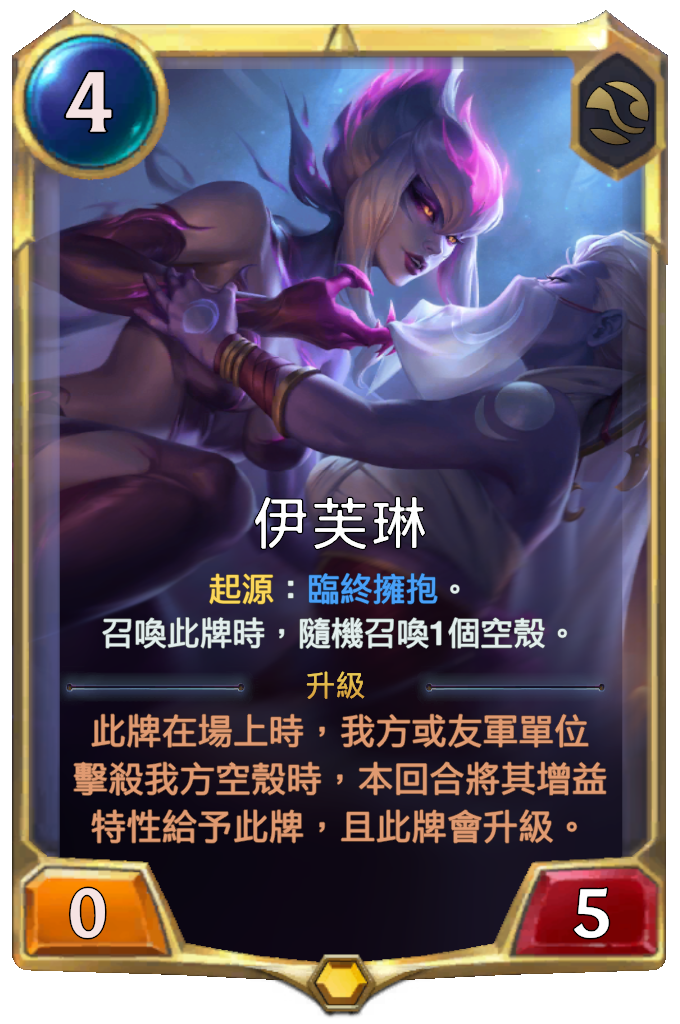 4
伊芙琳
起源：臨終擁抱。
召喚此牌時，隨機召喚1個空殼。
升級
此牌在場上時，我方或友軍單位
擊殺我方空殼時，本回合將其增益
特性給予此牌，且此牌會升級。
0
5